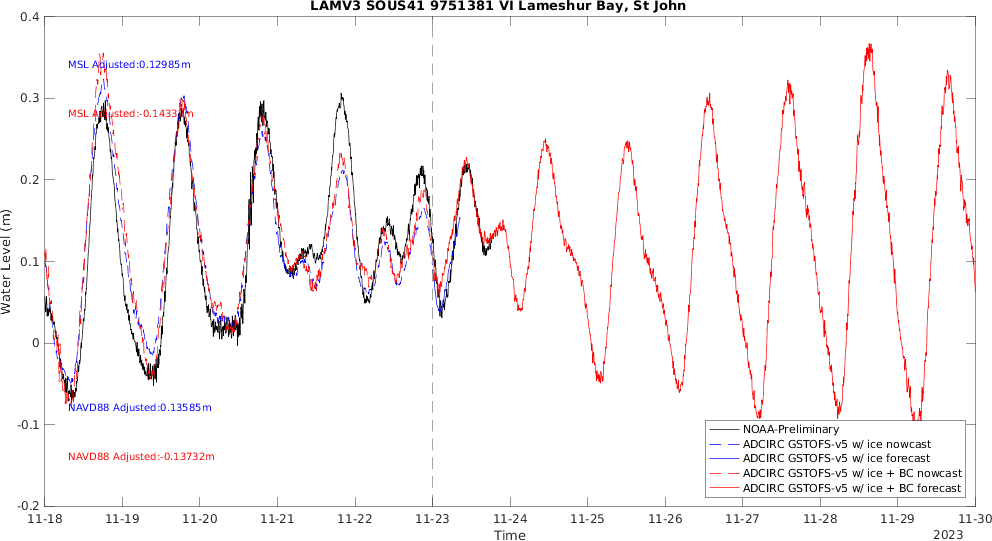 LAMV3 SOUS41 9751381 VI Lameshur Bay, St John
0.4
0.3
0.2
0.1
0
-0.1
-0.2
Water Level (m)
MSL Adjusted:0.12985m
NAVD88 Adjusted:0.13585m
NAVD88 Adjusted:-0.13732m
NOAA-Preliminary
ADCIRC GSTOFS-v5 w/ ice nowcast
ADCIRC GSTOFS-v5 w/ ice forecast
ADCIRC GSTOFS-v5 w/ ice + BC nowcast
ADCIRC GSTOFS-v5 w/ ice + BC forecast
11-18 11-19 11-20 11-21 11-22 11-23 11-24 11-25 11-26 11-27 11-28 11-29 11-30
Time
2023